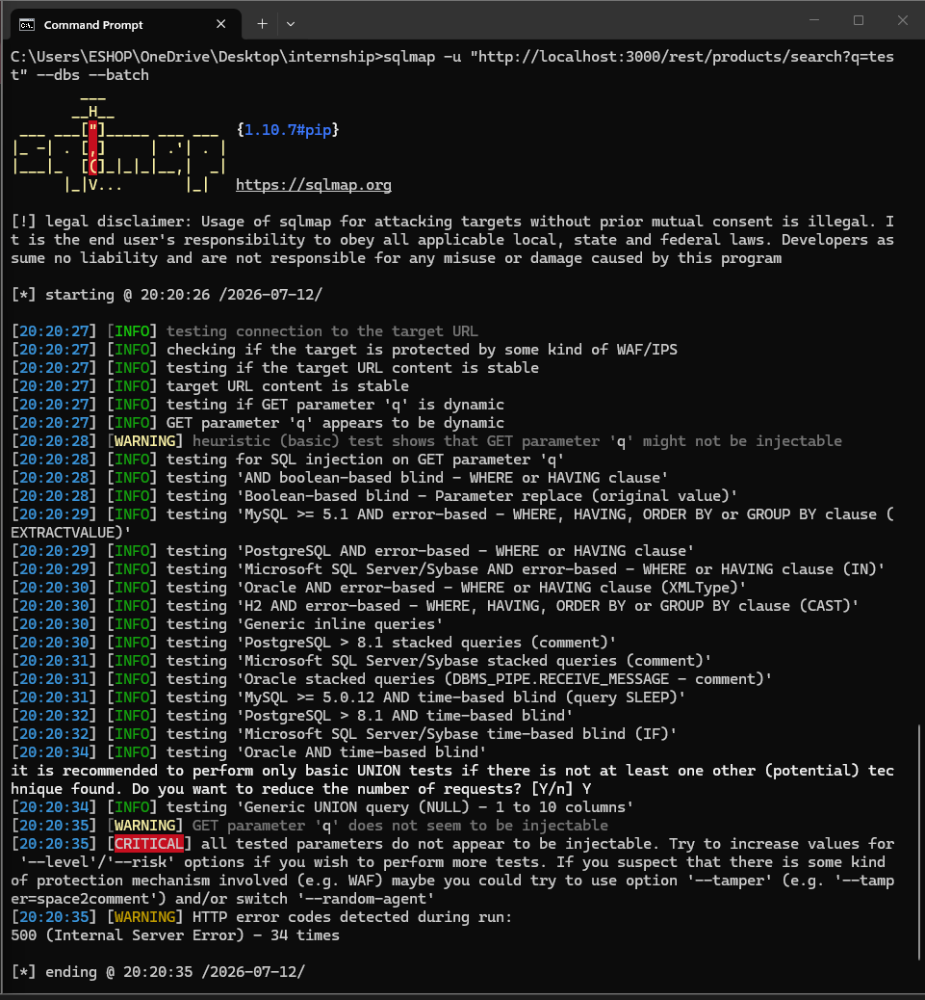 Command Prompt
C:\Users\ESHOP\OneDrive\Desktop\internship>sqlmap -u "http://localhost:3000/rest/products/search?q=tes
t" --dbs --batch
        ___
       __H__
 ___ ___["]_____ ___ ___  {1.10.7#pip}
|_ -| . [,]     | .'| . |
|___|_  [(]_|_|_|__,|  _|
      |_|V...       |_|   https://sqlmap.org
[!] legal disclaimer: Usage of sqlmap for attacking targets without prior mutual consent is illegal. I
t is the end user's responsibility to obey all applicable local, state and federal laws. Developers as
sume no liability and are not responsible for any misuse or damage caused by this program
[*] starting @ 20:20:26 /2026-07-12/
[20:20:27] [INFO] testing connection to the target URL
[20:20:27] [INFO] checking if the target is protected by some kind of WAF/IPS
[20:20:27] [INFO] testing if the target URL content is stable
[20:20:27] [INFO] target URL content is stable
[20:20:27] [INFO] testing if GET parameter 'q' is dynamic
[20:20:27] [INFO] GET parameter 'q' appears to be dynamic
[20:20:28] [WARNING] heuristic (basic) test shows that GET parameter 'q' might not be injectable
[20:20:28] [INFO] testing for SQL injection on GET parameter 'q'
[20:20:28] [INFO] testing 'AND boolean-based blind - WHERE or HAVING clause'
[20:20:28] [INFO] testing 'Boolean-based blind - Parameter replace (original value)'
[20:20:29] [INFO] testing 'MySQL >= 5.1 AND error-based - WHERE, HAVING, ORDER BY or GROUP BY clause (
EXTRACTVALUE)'
[20:20:29] [INFO] testing 'PostgreSQL AND error-based - WHERE or HAVING clause'
[20:20:29] [INFO] testing 'Microsoft SQL Server/Sybase AND error-based - WHERE or HAVING clause (IN)'
[20:20:30] [INFO] testing 'Oracle AND error-based - WHERE or HAVING clause (XMLType)'
[20:20:30] [INFO] testing 'H2 AND error-based - WHERE, HAVING, ORDER BY or GROUP BY clause (CAST)'
[20:20:30] [INFO] testing 'Generic inline queries'
[20:20:30] [INFO] testing 'PostgreSQL > 8.1 stacked queries (comment)'
[20:20:31] [INFO] testing 'Microsoft SQL Server/Sybase stacked queries (comment)'
[20:20:31] [INFO] testing 'Oracle stacked queries (DBMS_PIPE.RECEIVE_MESSAGE - comment)'
[20:20:31] [INFO] testing 'MySQL >= 5.0.12 AND time-based blind (query SLEEP)'
[20:20:32] [INFO] testing 'PostgreSQL > 8.1 AND time-based blind'
[20:20:32] [INFO] testing 'Microsoft SQL Server/Sybase time-based blind (IF)'
[20:20:34] [INFO] testing 'Oracle AND time-based blind'
it is recommended to perform only basic UNION tests if there is not at least one other (potential) tec
hnique found. Do you want to reduce the number of requests? [Y/n] Y
[20:20:34] [INFO] testing 'Generic UNION query (NULL) - 1 to 10 columns'
[20:20:35] [WARNING] GET parameter 'q' does not seem to be injectable
[20:20:35] [CRITICAL] all tested parameters do not appear to be injectable. Try to increase values for
 '--level'/'--risk' options if you wish to perform more tests. If you suspect that there is some kind
of protection mechanism involved (e.g. WAF) maybe you could try to use option '--tamper' (e.g. '--tamp
er=space2comment') and/or switch '--random-agent'
[20:20:35] [WARNING] HTTP error codes detected during run:
500 (Internal Server Error) - 34 times
[*] ending @ 20:20:35 /2026-07-12/